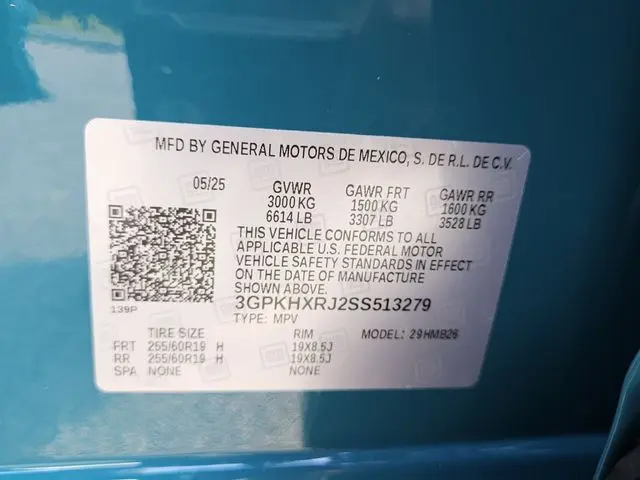 MFD BY GENERAL MOTORS DE MEXICO, S. DE R.L. DE C.V.
05/25 GVWR GAWR FRT GAWR RR
3000 KG 1500 KG 1600 KG
6614 LB 3307 LB 3528 LB
THIS VEHICLE CONFORMS TO ALL
APPLICABLE U.S. FEDERAL MOTOR
VEHICLE SAFETY STANDARDS IN EFFECT
ON THE DATE OF MANUFACTURE
SHOWN ABOVE.
3GPKHXRJ2SS513279
139P
TYPE: MPV
TIRE SIZE RIM MODEL: 29HMB26
FRT 255/60R19 H 19X8.5J
RR 255/60R19 H 19X8.5J
SPA NONE NONE